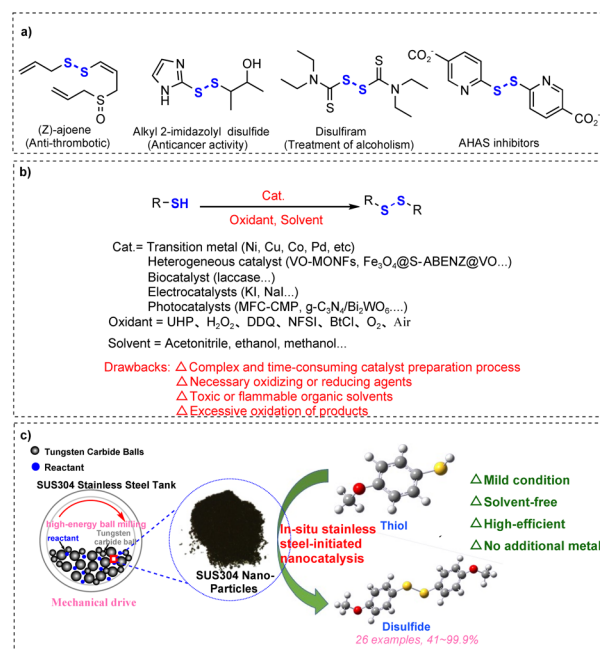 a)
S-S
S
O
(Z)-ajoene
(Anti-thrombotic)
N
NH
S-S
OH
Alkyl 2-imidazolyl disulfide
(Anticancer activity)
N
S
S-S
S
N
Disulfiram
(Treatment of alcoholism)
CO2-
N
S-S
N
CO2-
AHAS inhibitors
b)
R-SH
Cat.
Oxidant, Solvent
R S S R
Cat.= Transition metal (Ni, Cu, Co, Pd, etc)
Heterogeneous catalyst (VO-MONFs, Fe3O4@S-ABENZ@VO...)
Biocatalyst (laccase...)
Electrocatalysts (KI, NaI...)
Photocatalysts (MFC-CMP, g-C3N4/Bi2WO6....)
Oxidant = UHP、H2O2、DDQ、NFSI、BtCl、O2、Air
Solvent = Acetonitrile, ethanol, methanol...
Drawbacks: △ Complex and time-consuming catalyst preparation process
△ Necessary oxidizing or reducing agents
△ Toxic or flammable organic solvents
△ Excessive oxidation of products
c)
Tungsten Carbide Balls
Reactant
SUS304 Stainless Steel Tank
high-energy ball milling
Tungsten
carbide ball
reactant
Mechanical drive
SUS304 Nano-
Particles
In-situ stainless
steel-initiated
nanocatalysis
Thiol
Disulfide
26 examples, 41~99.9%
△ Mild condition
△ Solvent-free
△ High-efficient
△ No additional metal